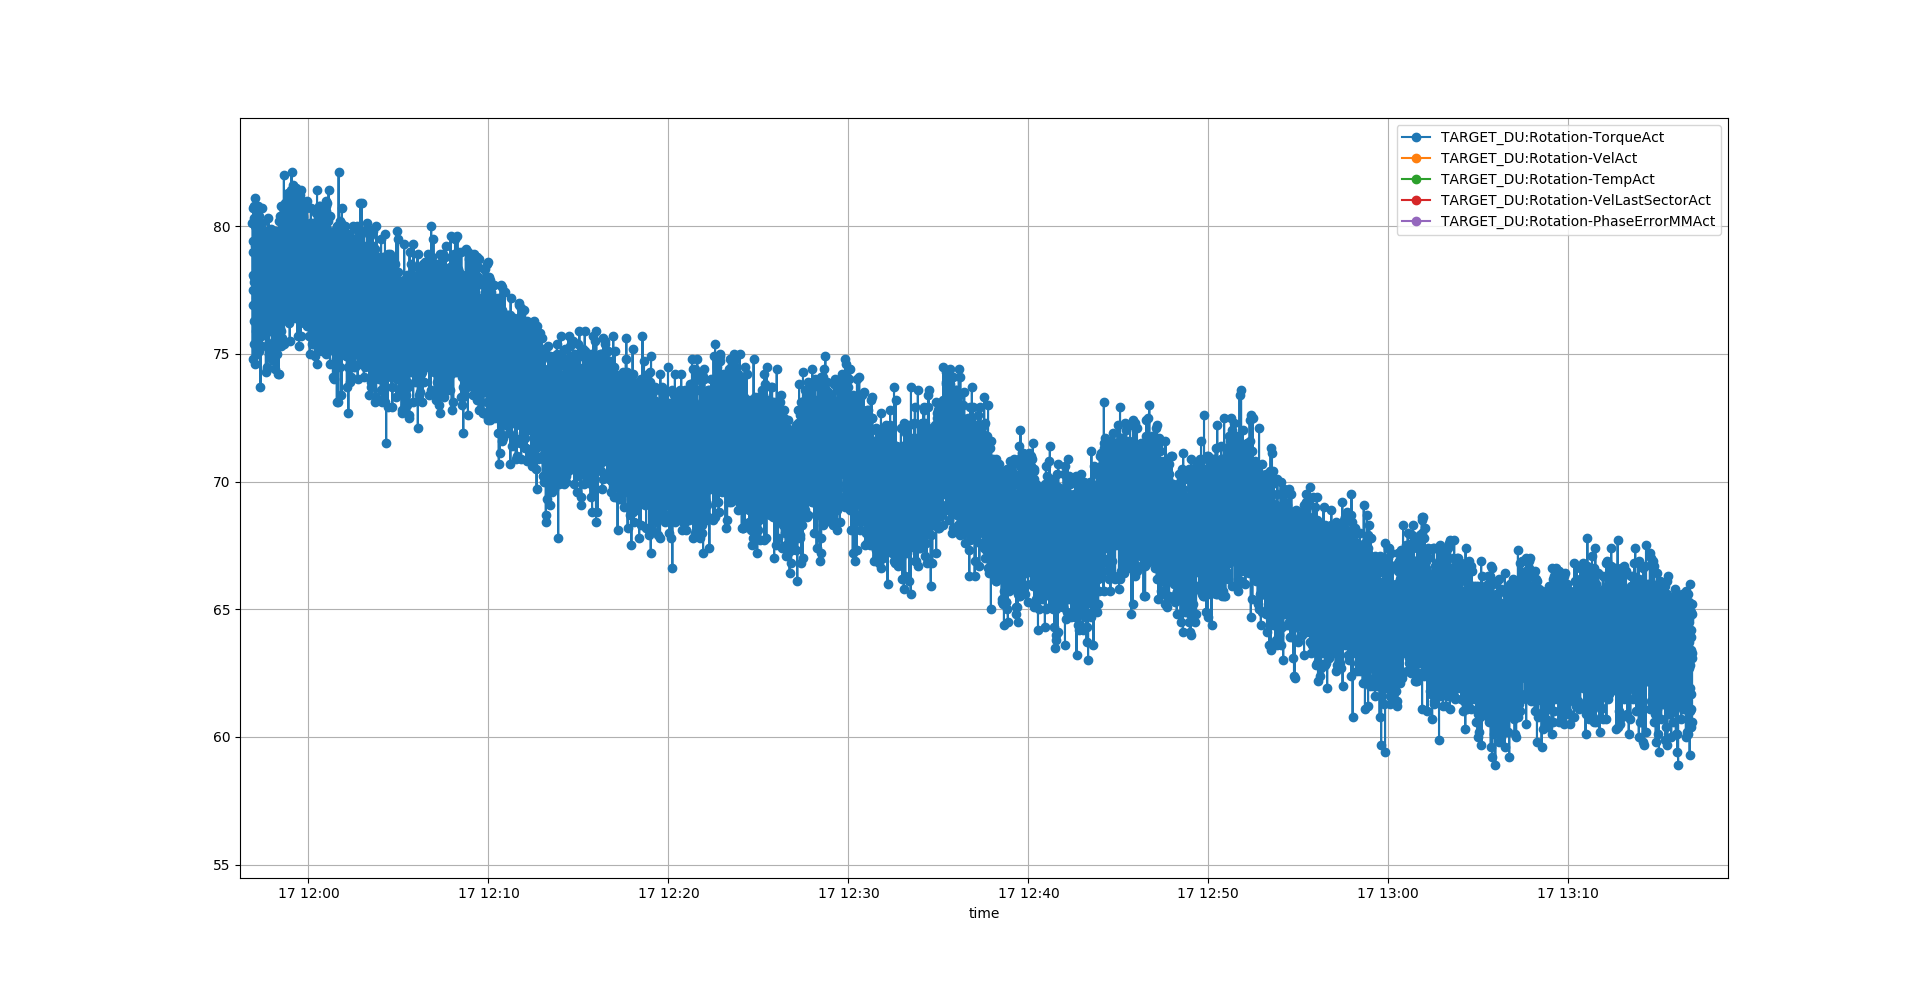 TARGET_DU:Rotation-TorqueAct
TARGET_DU:Rotation-VelAct
TARGET_DU:Rotation-TempAct
TARGET_DU:Rotation-VelLastSectorAct
TARGET_DU:Rotation-PhaseErrorMMAct
80
75
70
65
60
55
17 12:00 17 12:10 17 12:20 17 12:30 17 12:40 17 12:50 17 13:00 17 13:10
time